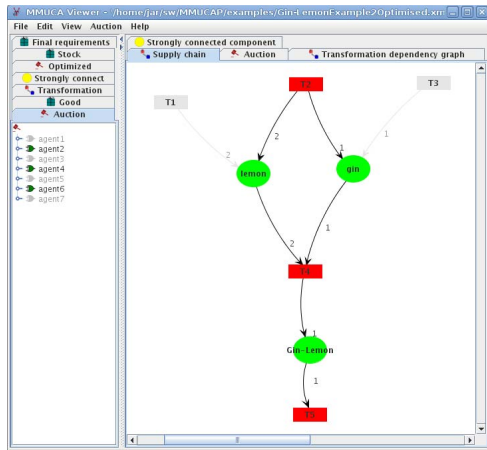 MMUCA Viewer - /home/jar/sw/MMUCAP/examples/Gin-LemonExample2Optimised.xm
File Edit View Auction Help
Final requirements
Stock
Optimized
Strongly connect
Transformation
Good
Auction
agent1
agent2
agent3
agent4
agent5
agent6
agent7
Strongly connected component
Supply chain
Auction
Transformation dependency graph
T1
T2
T3
2
2
1
1
lemon
gin
2
1
T4
1
Gin-Lemon
1
T5